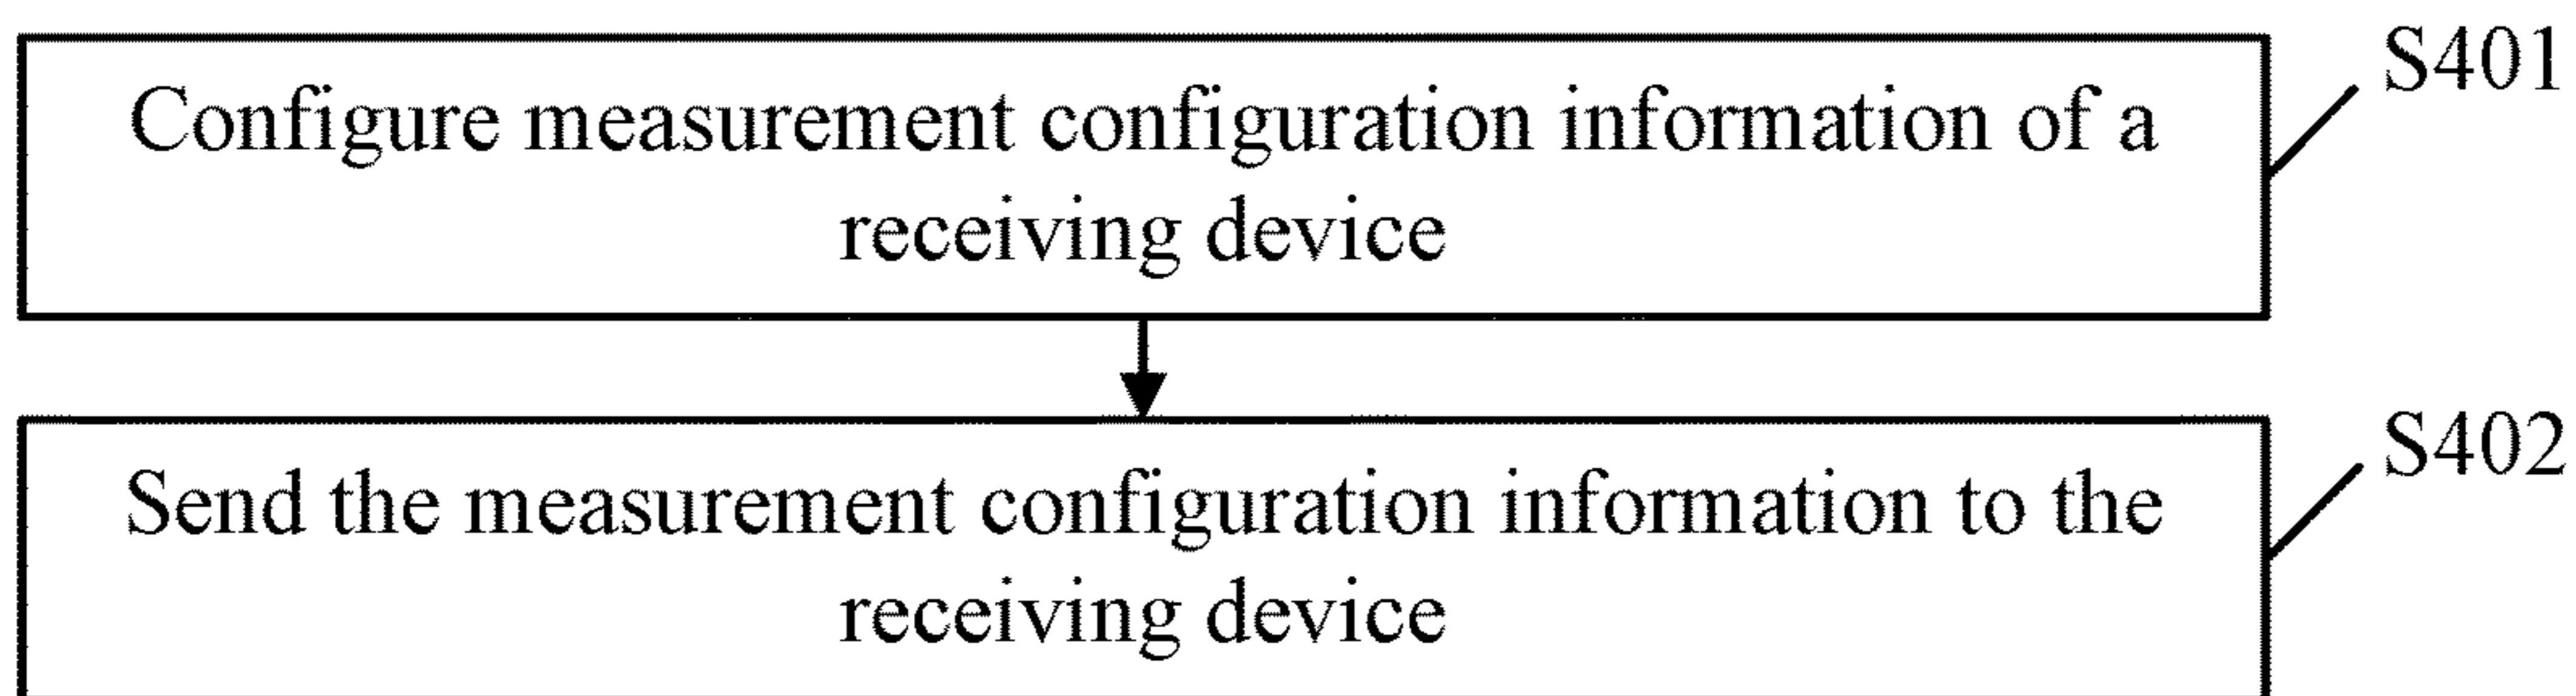 Configure measurement configuration information of a
receiving device
S401
Send the measurement configuration information to the
receiving device
S402